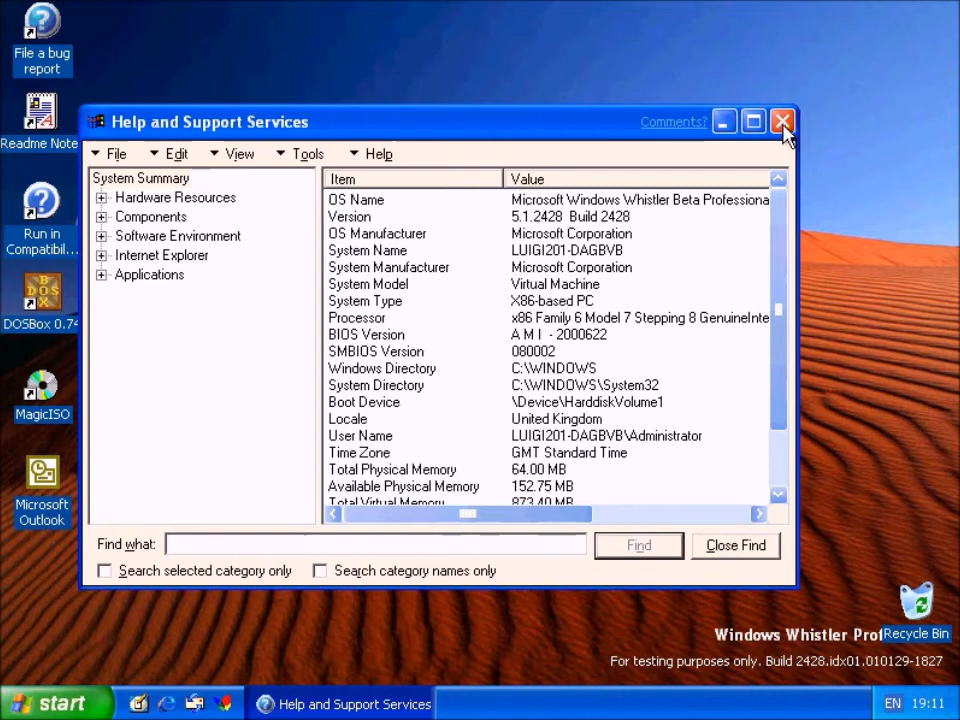 File a bug
report
Readme Note
Run in
Compatibil...
DOSBox 0.74
MagicISO
Microsoft
Outlook
Help and Support Services
Comments?
File Edit View Tools Help
System Summary
Hardware Resources
Components
Software Environment
Internet Explorer
Applications
Item Value
OS Name Microsoft Windows Whistler Beta Professiona
Version 5.1.2428 Build 2428
OS Manufacturer Microsoft Corporation
System Name LUIGI201-DAGBVB
System Manufacturer Microsoft Corporation
System Model Virtual Machine
System Type X86-based PC
Processor x86 Family 6 Model 7 Stepping 8 GenuineInte
BIOS Version A M I - 2000622
SMBIOS Version 080002
Windows Directory C:\WINDOWS
System Directory C:\WINDOWS\System32
Boot Device \Device\HarddiskVolume1
Locale United Kingdom
User Name LUIGI201-DAGBVB\Administrator
Time Zone GMT Standard Time
Total Physical Memory 64.00 MB
Available Physical Memory 152.75 MB
Total Virtual Memory 873.40 MB
Find what: Find Close Find
Search selected category only Search category names only
Recycle Bin
Windows Whistler Prof
For testing purposes only. Build 2428.idx01.010129-1827
start Help and Support Services EN 19:11